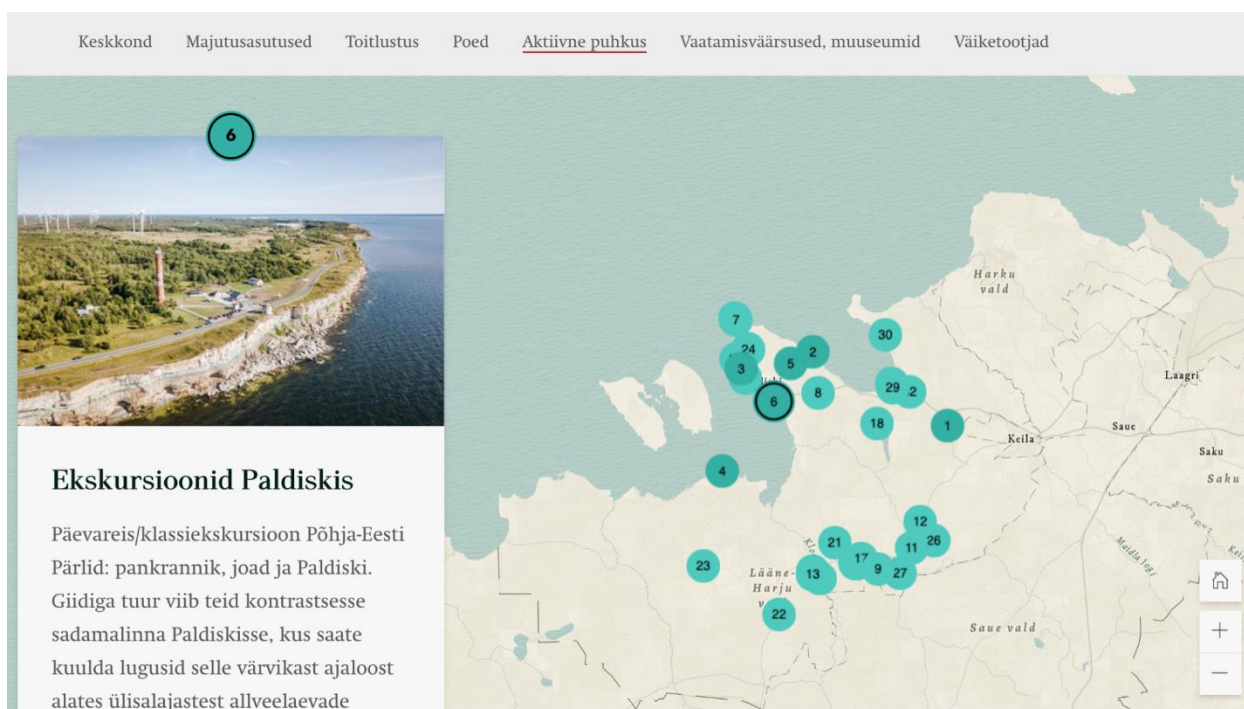 Keskkond Majutusasutused Toitlustus Poed Aktiivne puhkus Vaatamisväärsused, muuseumid Väiketootjad
6
Ekskursioonid Paldiskis
Päevareis/klassiekskursioon Põhja-Eesti
Pärlid: pankrannik, joad ja Paldiski.
Giidiga tuur viib teid kontrastsesse
sadamalinna Paldiskisse, kus saate
kuulda lugusid selle värvikast ajaloost
alates ülisalajastest allveelaevade
Harku
vald
7
30
24
2
5
3
Laagri
29
8
6
18
1
Saue
Keila
Saku
Saku
4
12
26
21
11
17
23
Lääne-
Harju
13
9
27
Maidla jõgi
22
Saue vald
+
−